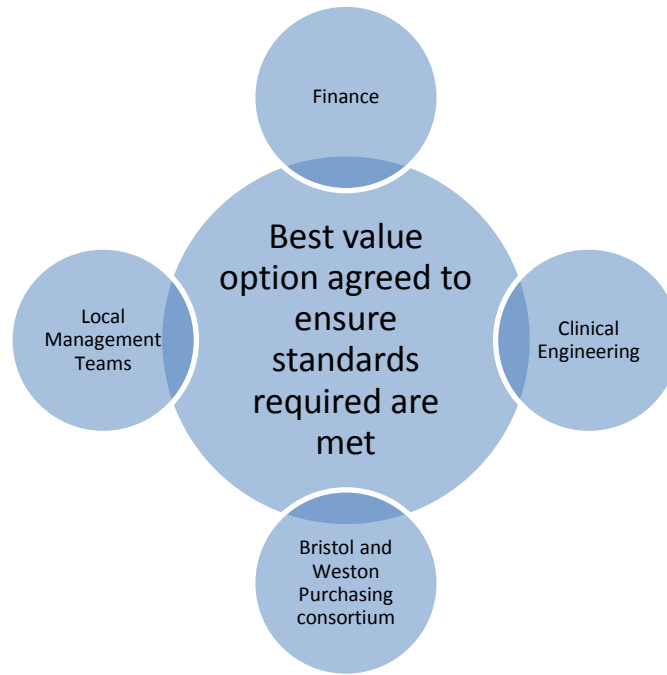 Finance
Best value
option agreed to
ensure
standards
required are
met
Local
Management
Teams
Clinical
Engineering
Bristol and
Weston
Purchasing
consortium